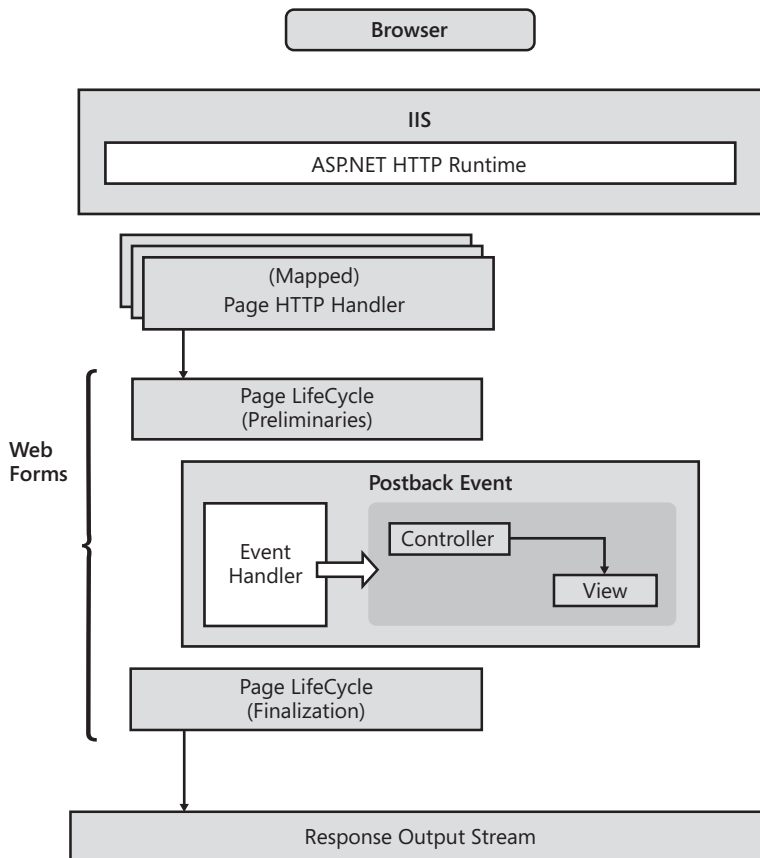 Browser
IIS
ASP.NET HTTP Runtime
(Mapped)
Page HTTP Handler
Page LifeCycle
(Preliminaries)
Web
Forms
Postback Event
Event
Handler
Controller
View
Page LifeCycle
(Finalization)
Response Output Stream